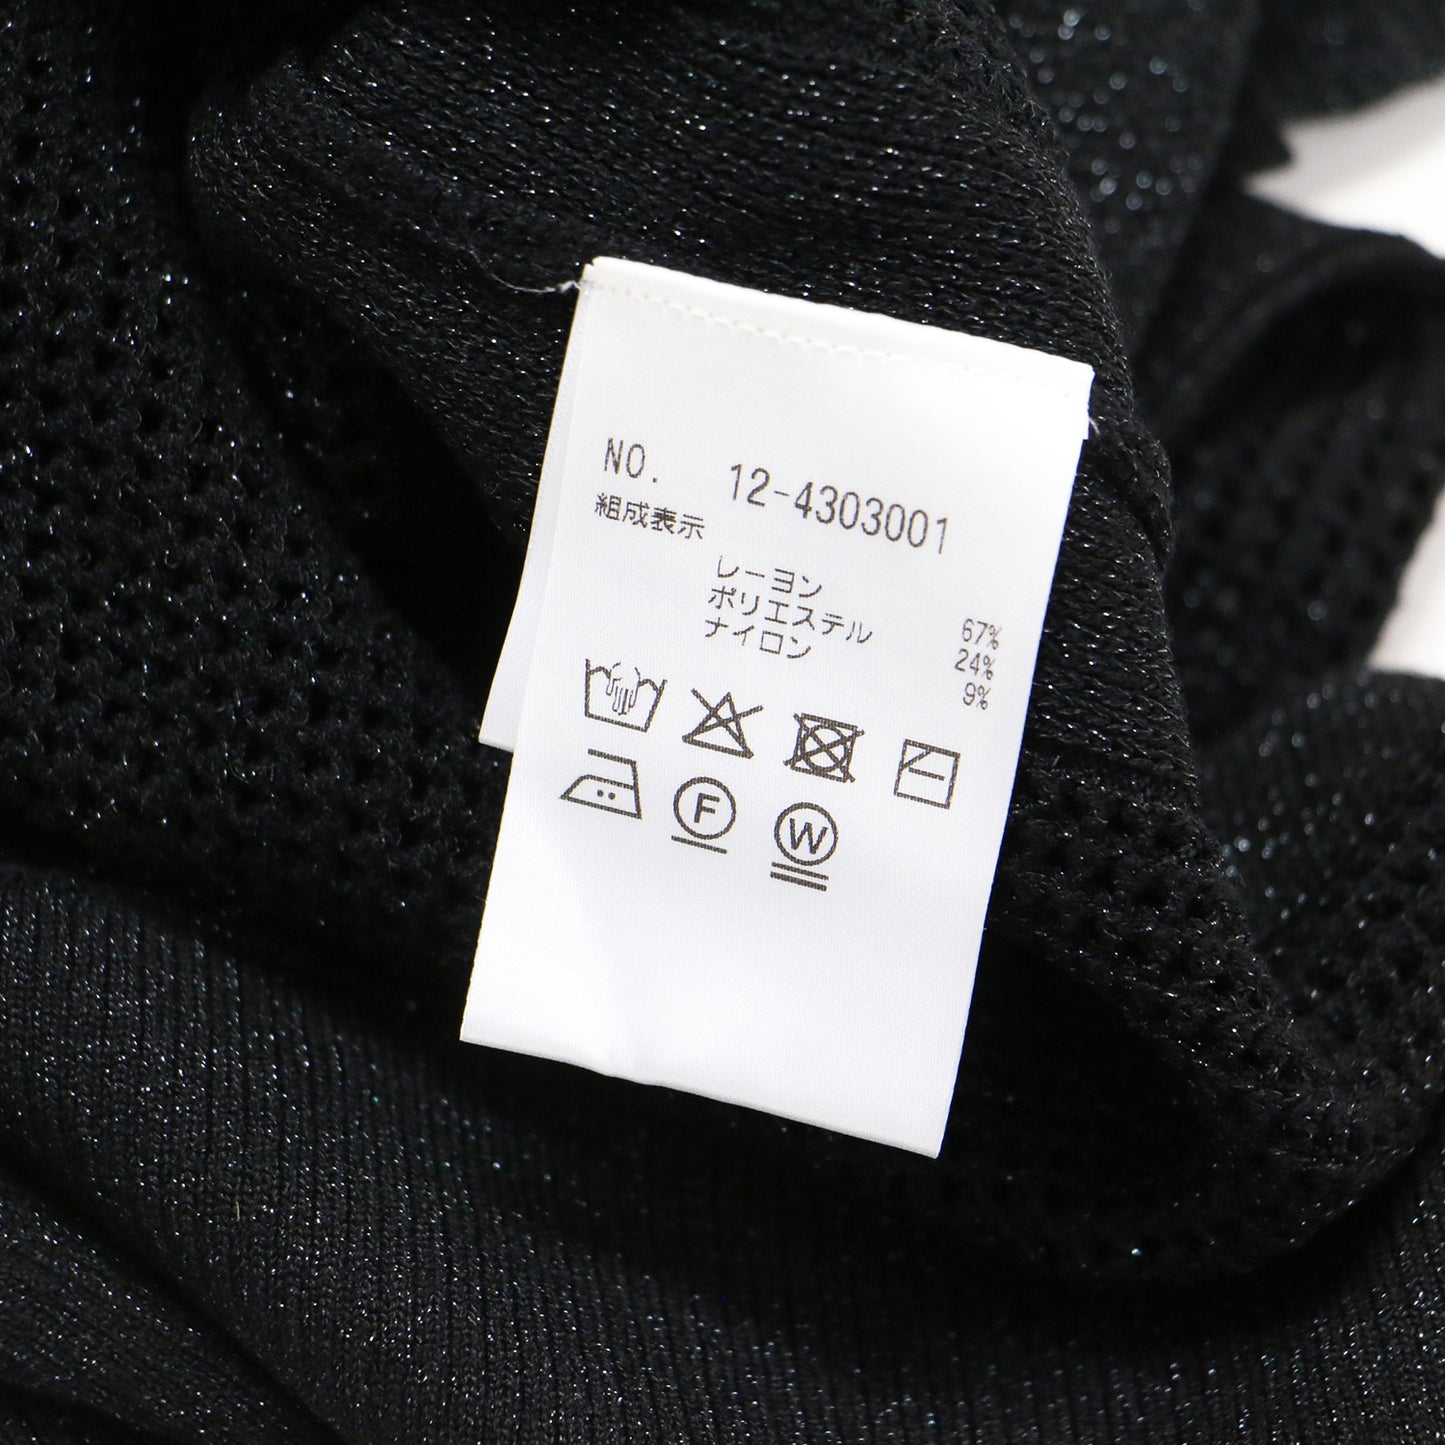 NO. 12-4303001
組成表示
レーヨン 67%
ポリエステル 24%
ナイロン 9%
F W